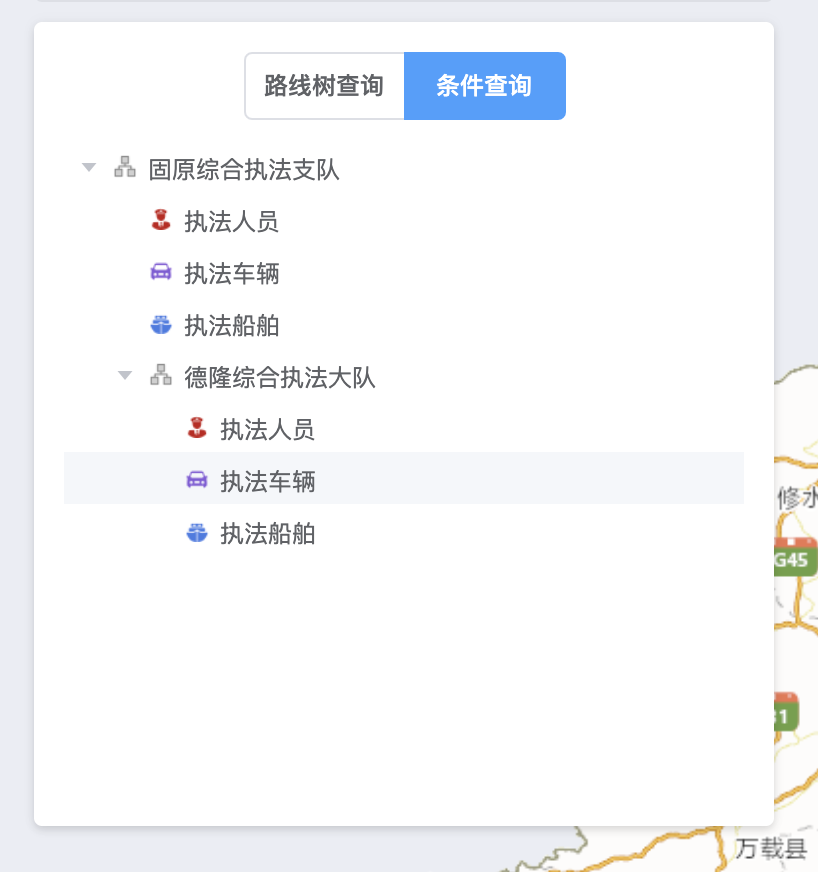 路线树查询 条件查询
固原综合执法支队
执法人员
执法车辆
执法船舶
德隆综合执法大队
执法人员
执法车辆
执法船舶
修水
G45
万载县